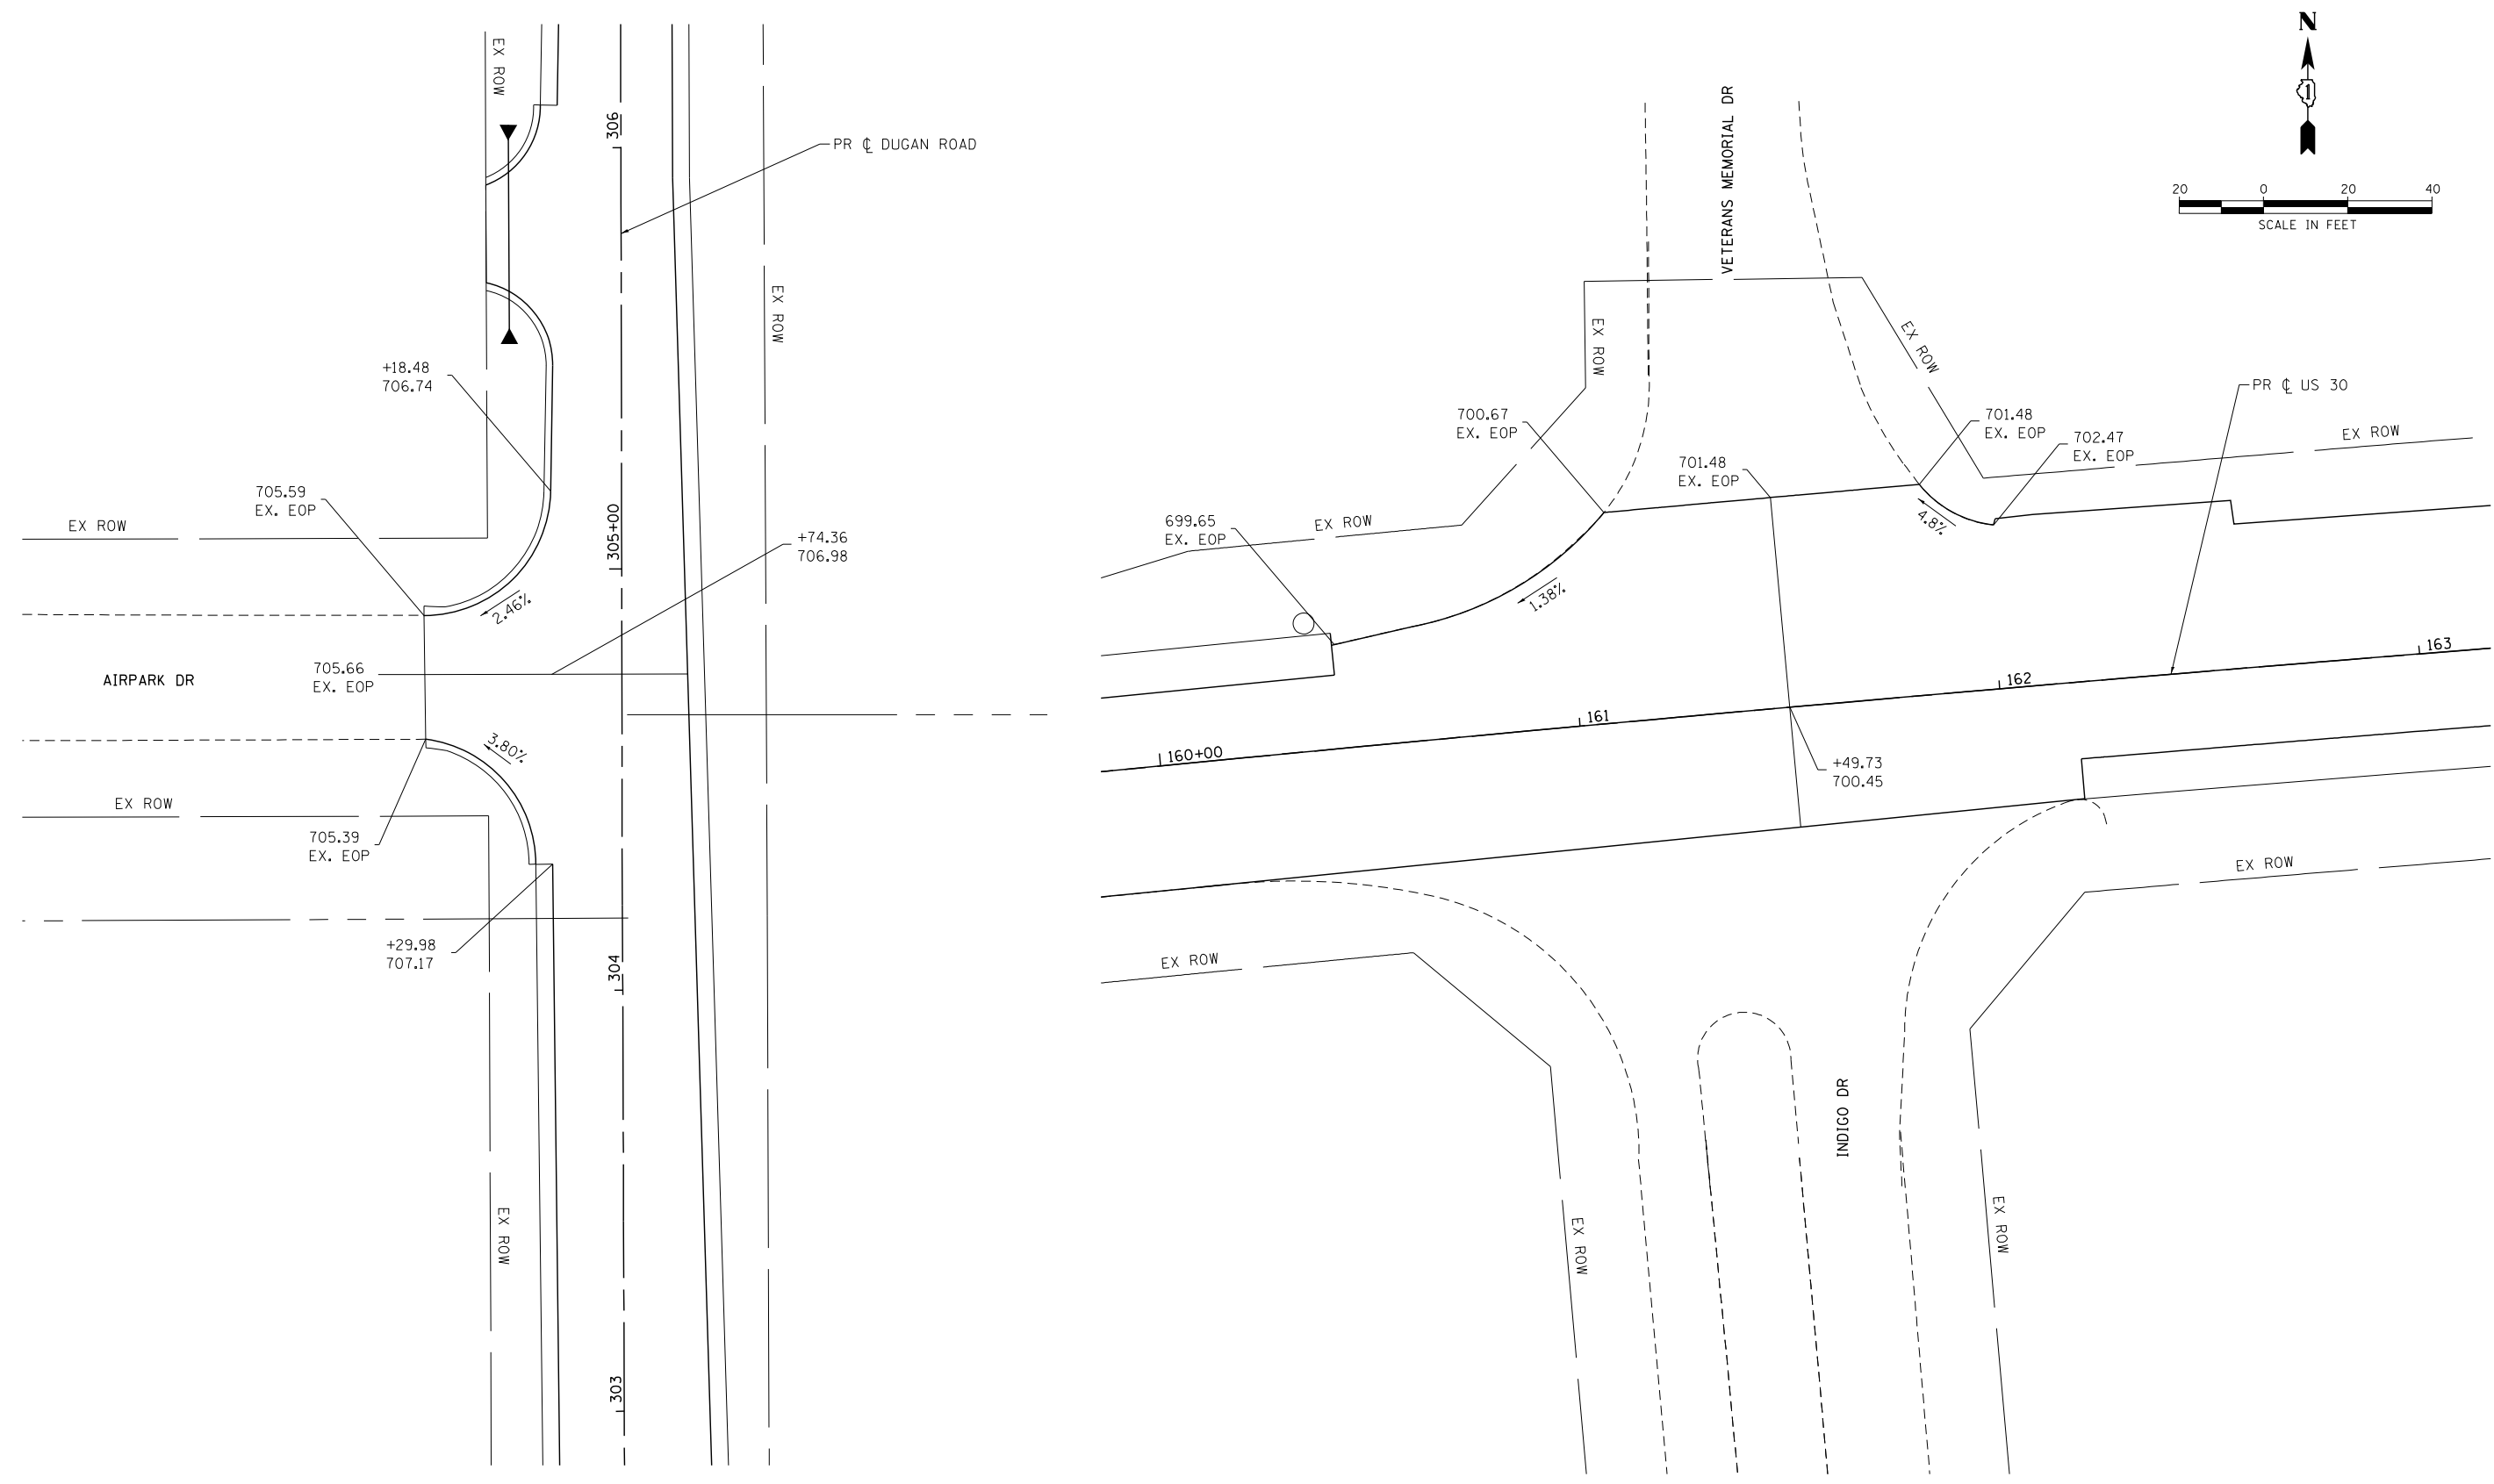 EX ROW
306
PR ℄ DUGAN ROAD
EX ROW
+18.48
706.74
705.59
EX. EOP
EX ROW
305+00
+74.36
706.98
2.46%
705.66
EX. EOP
AIRPARK DR
3.80%
EX ROW
705.39
EX. EOP
+29.98
707.17
304
EX ROW
303
N
1
20 0 20 40
SCALE IN FEET
VETERANS MEMORIAL DR
EX ROW
EX ROW
PR ℄ US 30
700.67
EX. EOP
701.48
EX. EOP
702.47
EX. EOP
EX ROW
701.48
EX. EOP
699.65
EX. EOP
EX ROW
4.8%
1.38%
163
162
161
160+00
+49.73
700.45
EX ROW
EX ROW
INDIGO DR
EX ROW
EX ROW